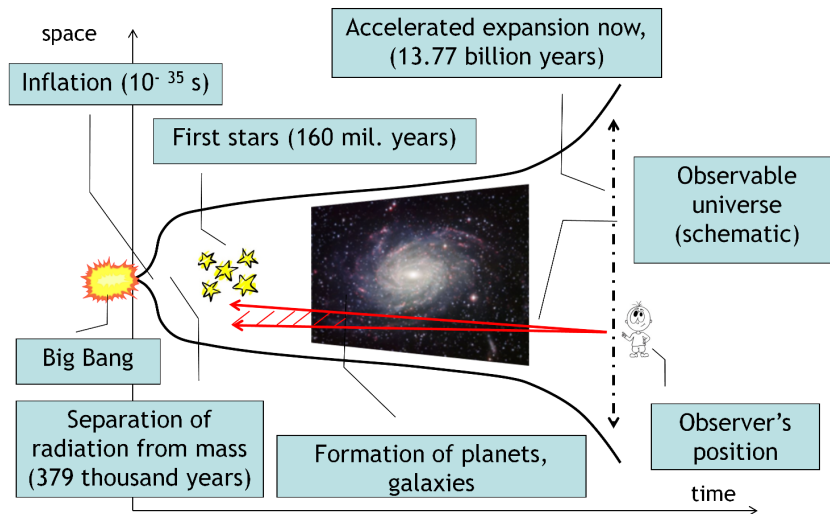 space
Accelerated expansion now,
(13.77 billion years)
Inflation (10- 35 s)
First stars (160 mil. years)
Observable
universe
(schematic)
Big Bang
Separation of
radiation from mass
(379 thousand years)
Formation of planets,
galaxies
Observer’s
position
time